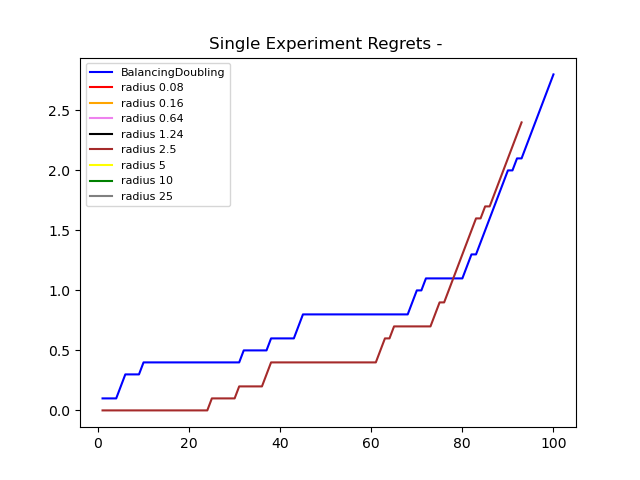 Single Experiment Regrets -
BalancingDoubling
radius 0.08
radius 0.16
radius 0.64
radius 1.24
radius 2.5
radius 5
radius 10
radius 25
2.5
2.0
1.5
1.0
0.5
0.0
0 20 40 60 80 100